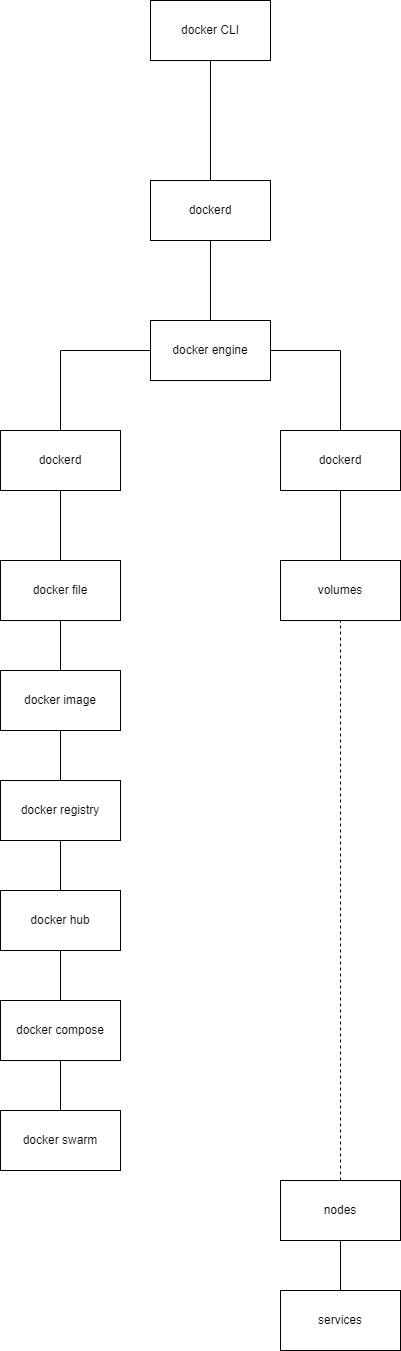 docker CLI
dockerd
docker engine
dockerd
dockerd
docker file
volumes
docker image
docker registry
docker hub
docker compose
docker swarm
nodes
services